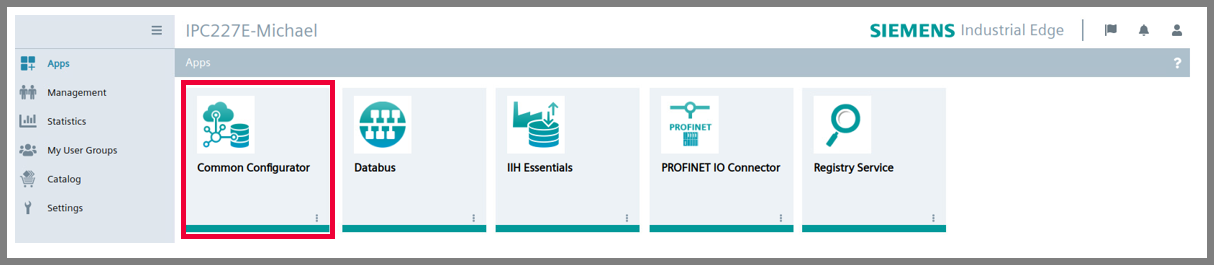 IPC227E-Michael
SIEMENS Industrial Edge
Apps
Management
Statistics
My User Groups
Catalog
Settings
Apps
?
Common Configurator
Databus
IIH Essentials
PROFINET
PROFINET IO Connector
Registry Service